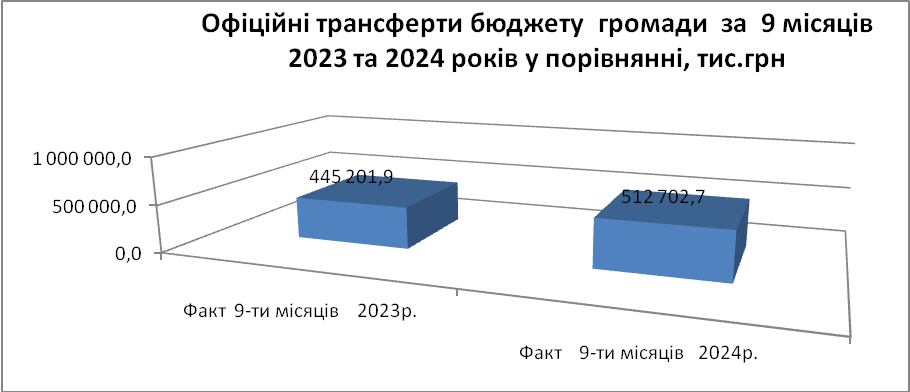 Офіційні трансферти бюджету громади за 9 місяців
2023 та 2024 років у порівнянні, тис.грн
1 000 000,0
500 000,0
0,0
445 201,9
512 702,7
Факт 9-ти місяців 2023р.
Факт 9-ти місяців 2024р.